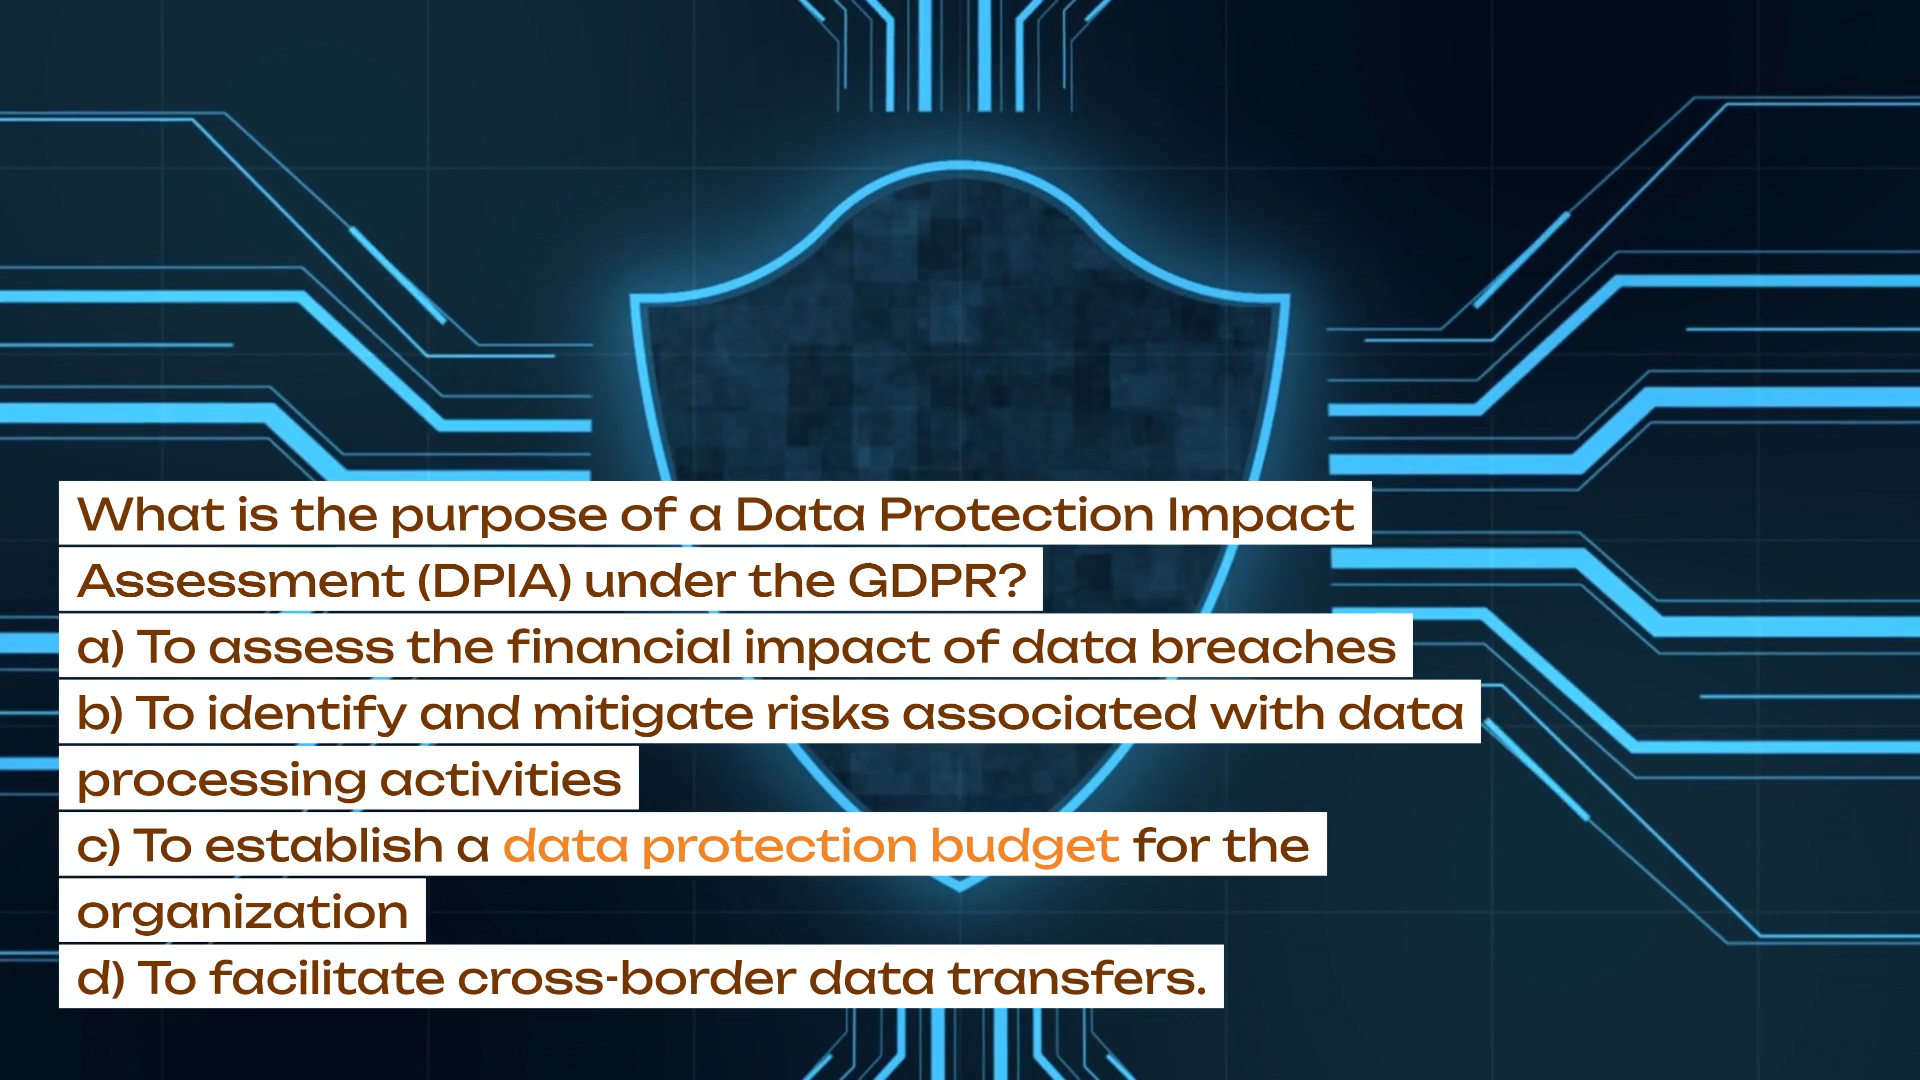 What is the purpose of a Data Protection Impact
Assessment (DPIA) under the GDPR?
a) To assess the financial impact of data breaches
b) To identify and mitigate risks associated with data
processing activities
c) To establish a data protection budget for the
organization
d) To facilitate cross-border data transfers.